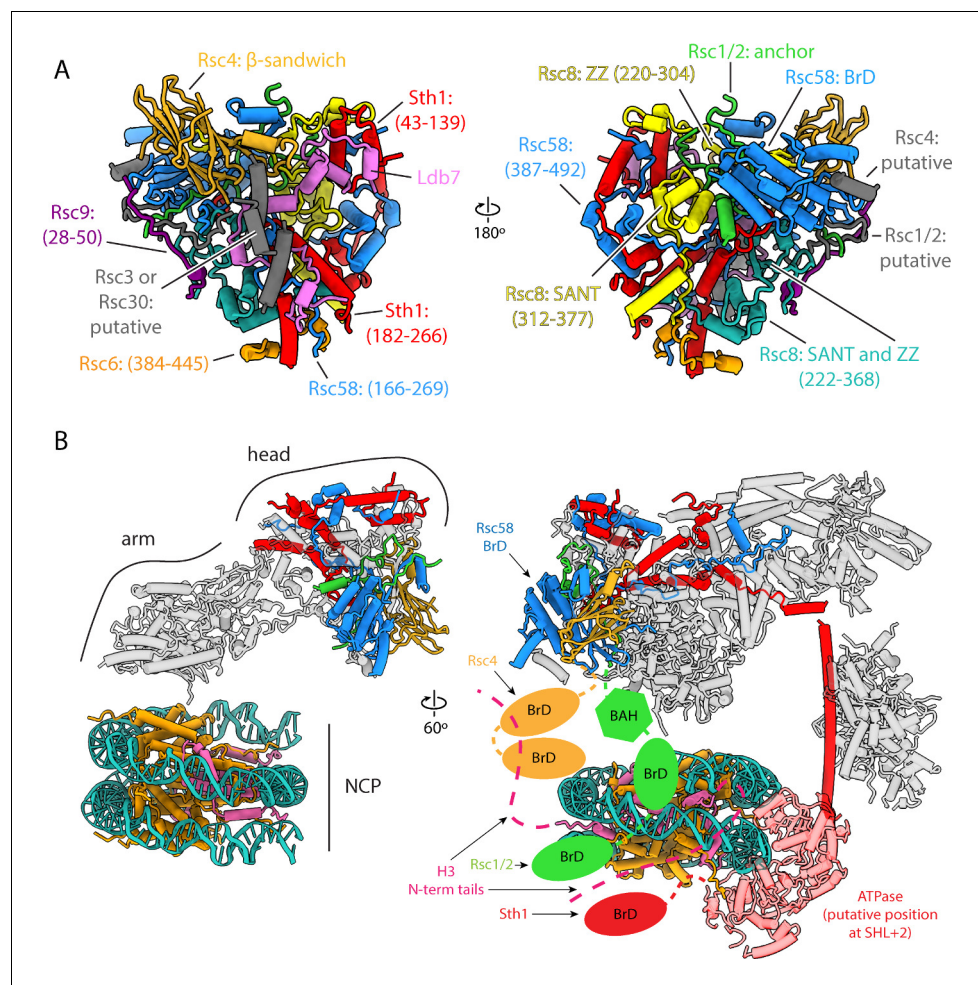 A
Rsc4: β-sandwich
Sth1:
(43-139)
Ldb7
Rsc9:
(28-50)
Rsc3 or
Rsc30:
putative
Rsc6: (384-445)
Sth1:
(182-266)
Rsc58: (166-269)
180º
Rsc1/2: anchor
Rsc8: ZZ (220-304)
Rsc58: BrD
Rsc58:
(387-492)
Rsc4:
putative
Rsc1/2:
putative
Rsc8: SANT
(312-377)
Rsc8: SANT and ZZ
(222-368)
B
head
arm
NCP
60º
Rsc58
BrD
Rsc4
BrD
BAH
BrD
BrD
BrD
H3
Rsc1/2
N-term tails
Sth1
BrD
ATPase
(putative position
at SHL+2)